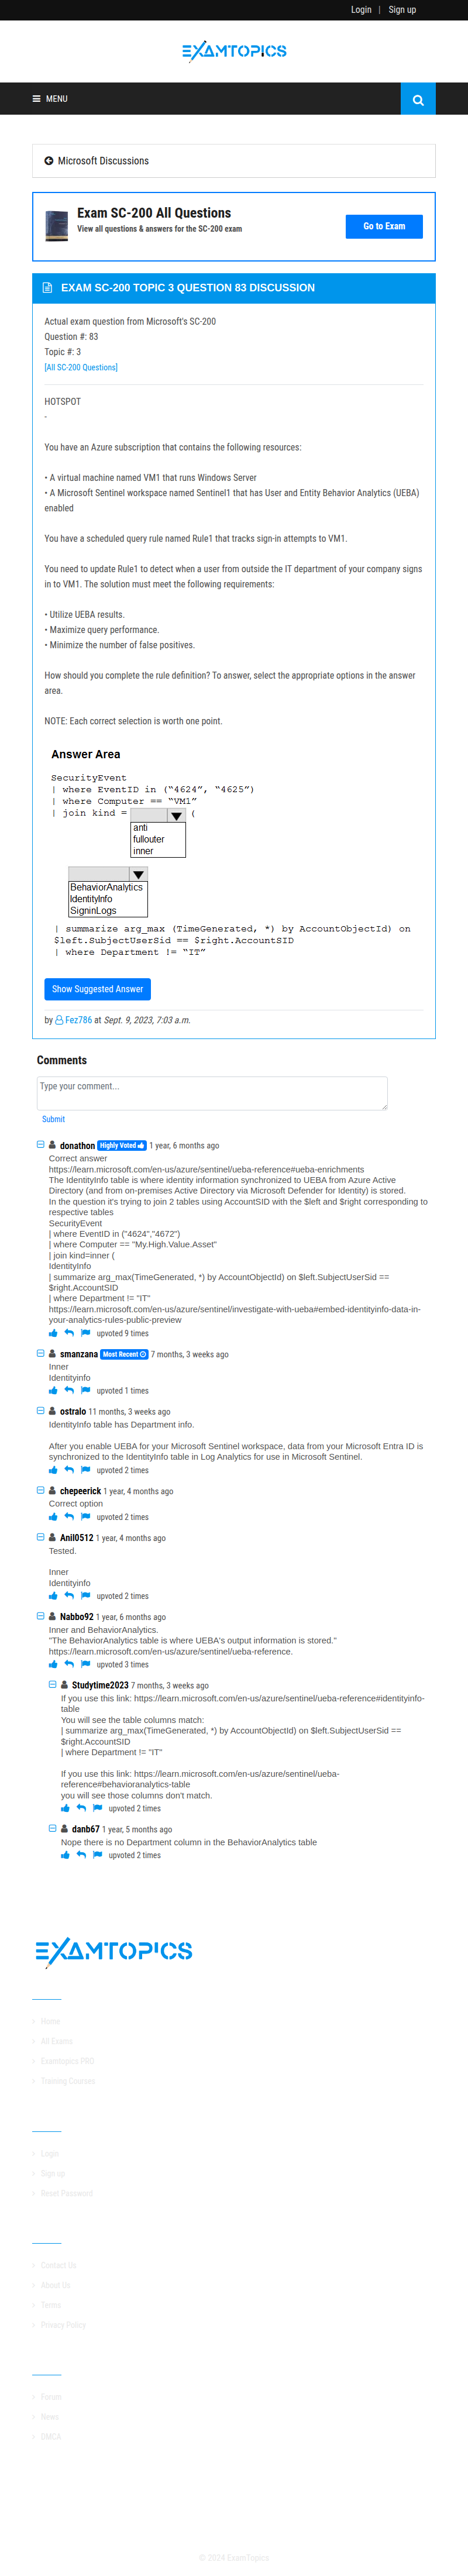 Login | Sign up
EXAMTOPICS
MENU
Microsoft Discussions
Exam SC-200 All Questions
View all questions & answers for the SC-200 exam
Go to Exam
EXAM SC-200 TOPIC 3 QUESTION 83 DISCUSSION
Actual exam question from Microsoft's SC-200
Question #: 83
Topic #: 3
[All SC-200 Questions]
HOTSPOT
-
You have an Azure subscription that contains the following resources:
• A virtual machine named VM1 that runs Windows Server
• A Microsoft Sentinel workspace named Sentinel1 that has User and Entity Behavior Analytics (UEBA)
enabled
You have a scheduled query rule named Rule1 that tracks sign-in attempts to VM1.
You need to update Rule1 to detect when a user from outside the IT department of your company signs
in to VM1. The solution must meet the following requirements:
• Utilize UEBA results.
• Maximize query performance.
• Minimize the number of false positives.
How should you complete the rule definition? To answer, select the appropriate options in the answer
area.
NOTE: Each correct selection is worth one point.
Answer Area
SecurityEvent
| where EventID in (“4624”, “4625”)
| where Computer == “VM1”
| join kind = (
anti
fullouter
inner
BehaviorAnalytics
IdentityInfo
SigninLogs
| summarize arg_max (TimeGenerated, *) by AccountObjectId) on
$left.SubjectUserSid == $right.AccountSID
| where Department != “IT”
Show Suggested Answer
by Fez786 at Sept. 9, 2023, 7:03 a.m.
Comments
Type your comment...
Submit
donathon Highly Voted 1 year, 6 months ago
Correct answer
https://learn.microsoft.com/en-us/azure/sentinel/ueba-reference#ueba-enrichments
The IdentityInfo table is where identity information synchronized to UEBA from Azure Active
Directory (and from on-premises Active Directory via Microsoft Defender for Identity) is stored.
In the question it's trying to join 2 tables using AccountSID with the $left and $right corresponding to
respective tables
SecurityEvent
| where EventID in ("4624","4672")
| where Computer == "My.High.Value.Asset"
| join kind=inner (
IdentityInfo
| summarize arg_max(TimeGenerated, *) by AccountObjectId) on $left.SubjectUserSid ==
$right.AccountSID
| where Department != "IT"
https://learn.microsoft.com/en-us/azure/sentinel/investigate-with-ueba#embed-identityinfo-data-in-
your-analytics-rules-public-preview
upvoted 9 times
smanzana Most Recent 7 months, 3 weeks ago
Inner
Identityinfo
upvoted 1 times
ostralo 11 months, 3 weeks ago
IdentityInfo table has Department info.
After you enable UEBA for your Microsoft Sentinel workspace, data from your Microsoft Entra ID is
synchronized to the IdentityInfo table in Log Analytics for use in Microsoft Sentinel.
upvoted 2 times
chepeerick 1 year, 4 months ago
Correct option
upvoted 2 times
Anil0512 1 year, 4 months ago
Tested.
Inner
Identityinfo
upvoted 2 times
Nabbo92 1 year, 6 months ago
Inner and BehaviorAnalytics.
"The BehaviorAnalytics table is where UEBA's output information is stored."
https://learn.microsoft.com/en-us/azure/sentinel/ueba-reference.
upvoted 3 times
Studytime2023 7 months, 3 weeks ago
If you use this link: https://learn.microsoft.com/en-us/azure/sentinel/ueba-reference#identityinfo-
table
You will see the table columns match:
| summarize arg_max(TimeGenerated, *) by AccountObjectId) on $left.SubjectUserSid ==
$right.AccountSID
| where Department != "IT"
If you use this link: https://learn.microsoft.com/en-us/azure/sentinel/ueba-
reference#behavioranalytics-table
you will see those columns don't match.
upvoted 2 times
danb67 1 year, 5 months ago
Nope there is no Department column in the BehaviorAnalytics table
upvoted 2 times
EXAMTOPICS
Home
All Exams
Examtopics PRO
Training Courses
Login
Sign up
Reset Password
Contact Us
About Us
Terms
Privacy Policy
Forum
News
DMCA
© 2024 ExamTopics